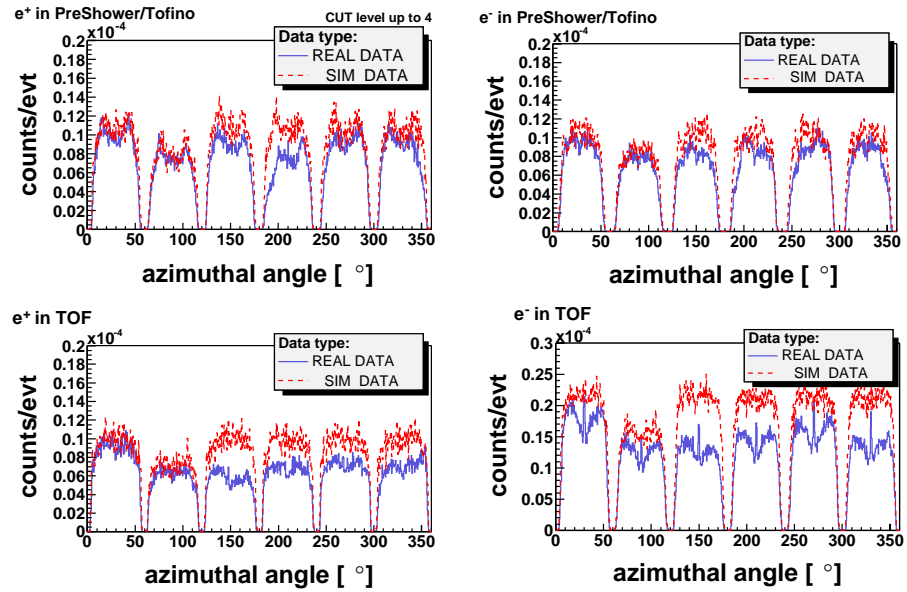 e+ in PreShower/Tofino
CUT level up to 4
×10-4
Data type:
REAL DATA
SIM DATA
counts/evt
0.2
0.18
0.16
0.14
0.12
0.1
0.08
0.06
0.04
0.02
0
0 50 100 150 200 250 300 350
azimuthal angle [ °]
e- in PreShower/Tofino
×10-4
Data type:
REAL DATA
SIM DATA
counts/evt
0.2
0.18
0.16
0.14
0.12
0.1
0.08
0.06
0.04
0.02
0
0 50 100 150 200 250 300 350
azimuthal angle [ °]
e+ in TOF
×10-4
Data type:
REAL DATA
SIM DATA
counts/evt
0.2
0.18
0.16
0.14
0.12
0.1
0.08
0.06
0.04
0.02
0
0 50 100 150 200 250 300 350
azimuthal angle [ °]
e- in TOF
×10-4
Data type:
REAL DATA
SIM DATA
counts/evt
0.3
0.25
0.2
0.15
0.1
0.05
0
0 50 100 150 200 250 300 350
azimuthal angle [ °]